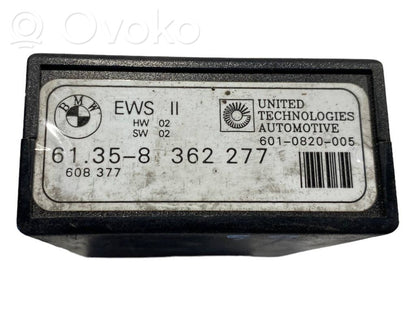 Ovoko
BMW
EWS II
HW 02
SW 02
UNITED
TECHNOLOGIES
AUTOMOTIVE
601-0820-005
61.35-8 362 277
608 377